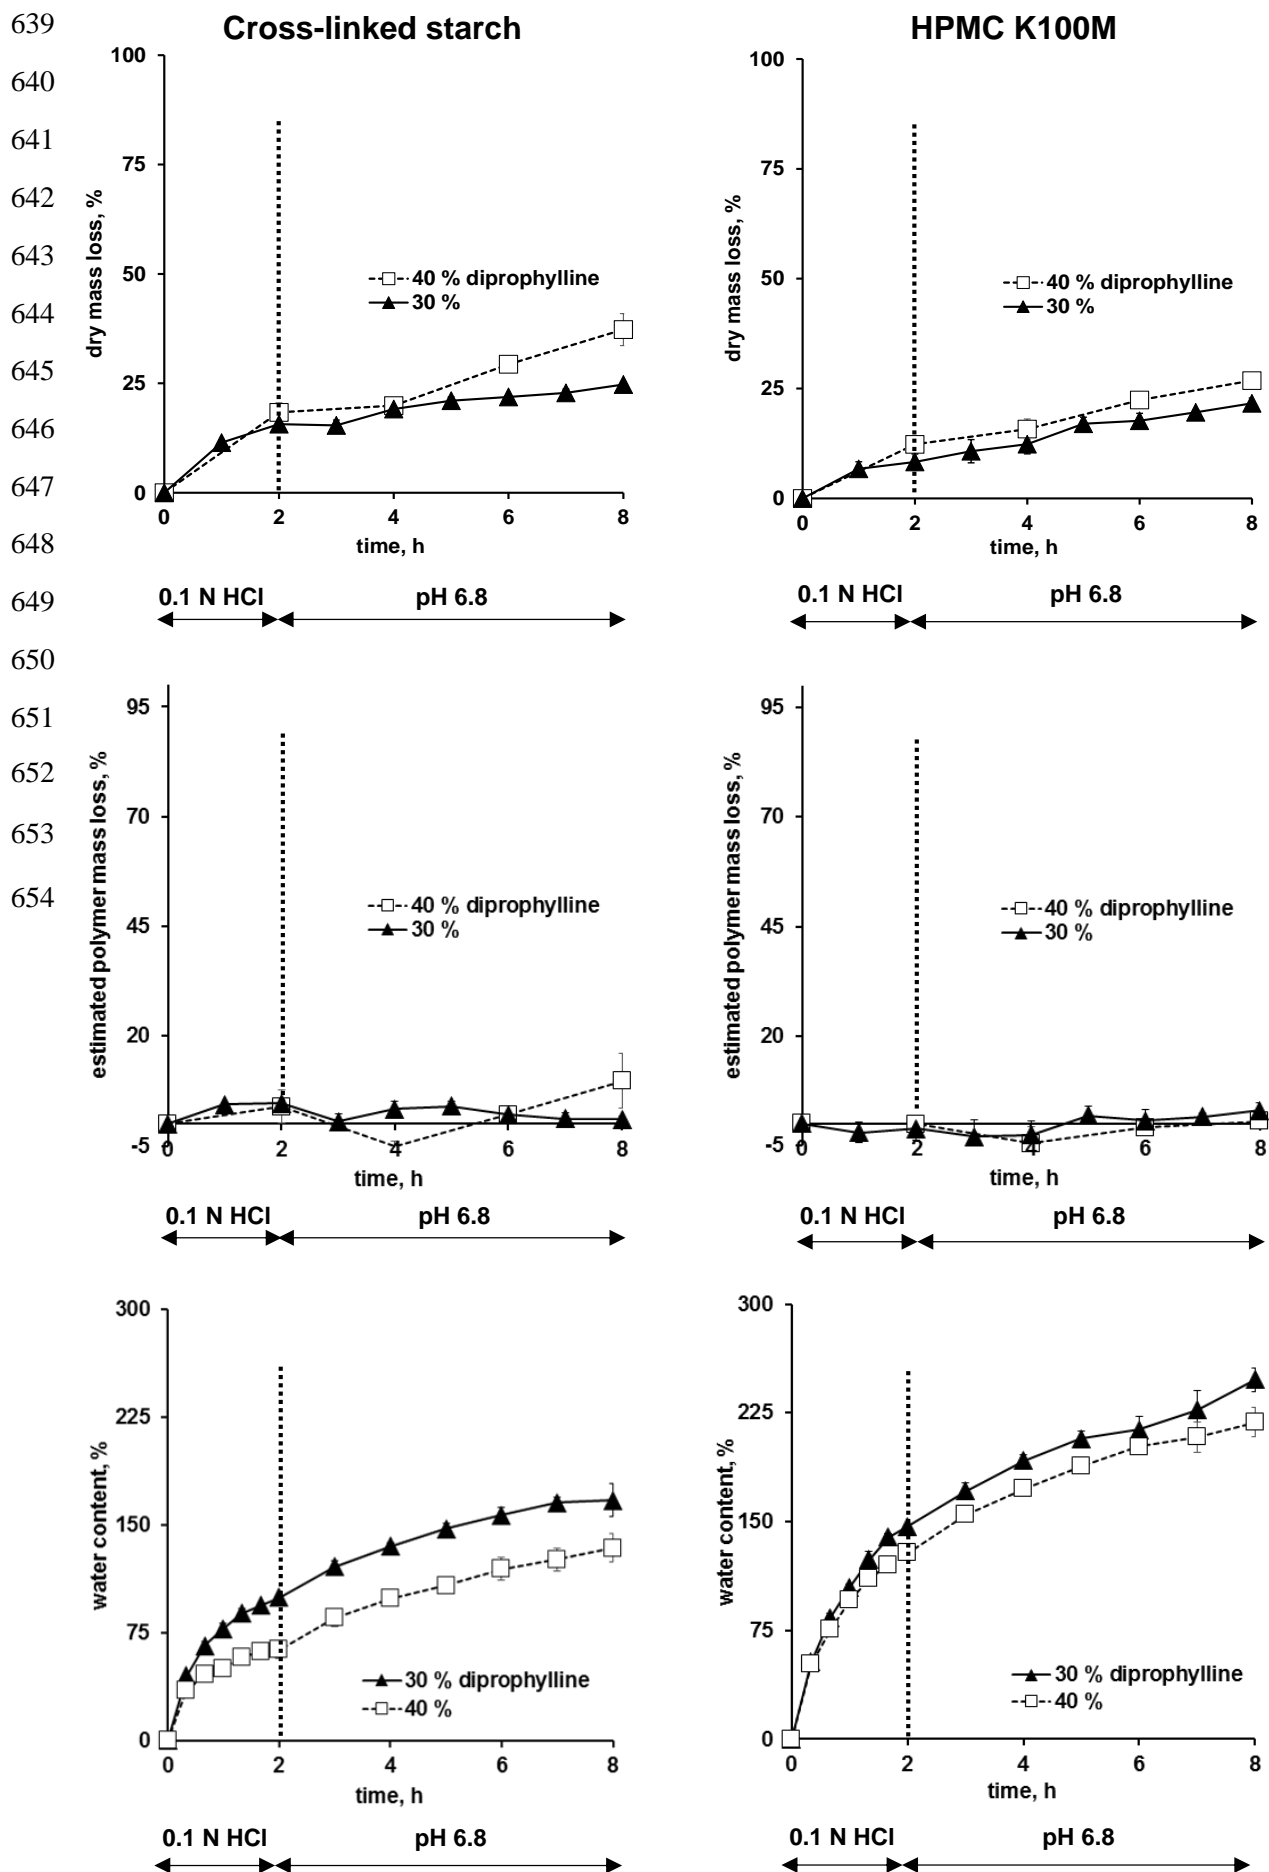 639
640
641
642
643
644
645
646
647
648
649
650
651
652
653
654
Cross-linked starch
100
75
50
25
0
dry mass loss, %
40 % diprophylline
30 %
0 2 4 6 8
time, h
0.1 N HCl pH 6.8
HPMC K100M
100
75
50
25
0
dry mass loss, %
40 % diprophylline
30 %
0 2 4 6 8
time, h
0.1 N HCl pH 6.8
95
70
45
20
-5
estimated polymer mass loss, %
40 % diprophylline
30 %
0 2 4 6 8
time, h
0.1 N HCl pH 6.8
95
70
45
20
-5
estimated polymer mass loss, %
40 % diprophylline
30 %
0 2 4 6 8
time, h
0.1 N HCl pH 6.8
300
225
150
75
0
water content, %
30 % diprophylline
40 %
0 2 4 6 8
time, h
0.1 N HCl pH 6.8
300
225
150
75
0
water content, %
30 % diprophylline
40 %
0 2 4 6 8
time, h
0.1 N HCl pH 6.8